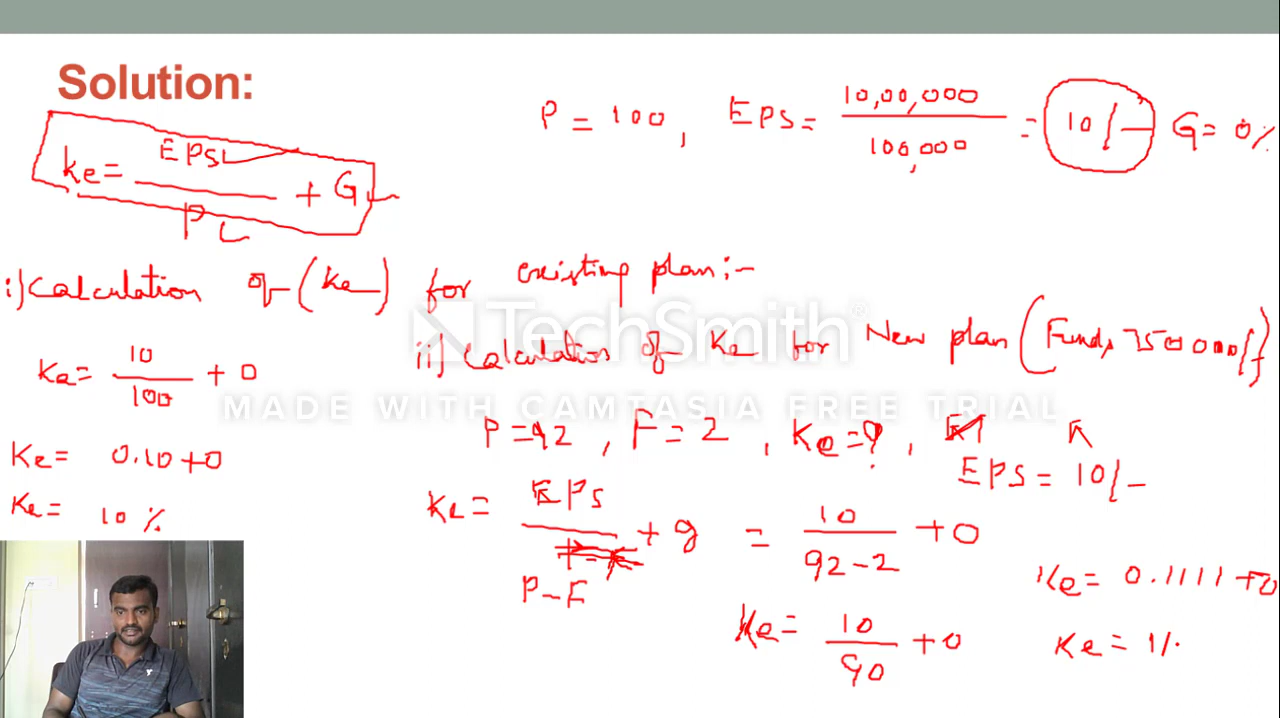 Solution:
P = 100, EPS = 10,00,000 / 100,000 = 10/- G = 0%
ke = EPS / P + G
i) Calculation of (ke) for existing plan:-
ke = 10 / 100 + 0
ke = 0.10 + 0
ke = 10 %
TechSmith
MADE WITH CAMTASIA FREE TRIAL
ii) Calculation of ke for New plan (Funds 750000/-)
P = 92, F = 2, ke = ?,
EPS = 10/-
ke = EPS / P - F + g = 10 / 92 - 2 + 0
ke = 10 / 90 + 0
ke = 0.1111 + 0
ke = 1%